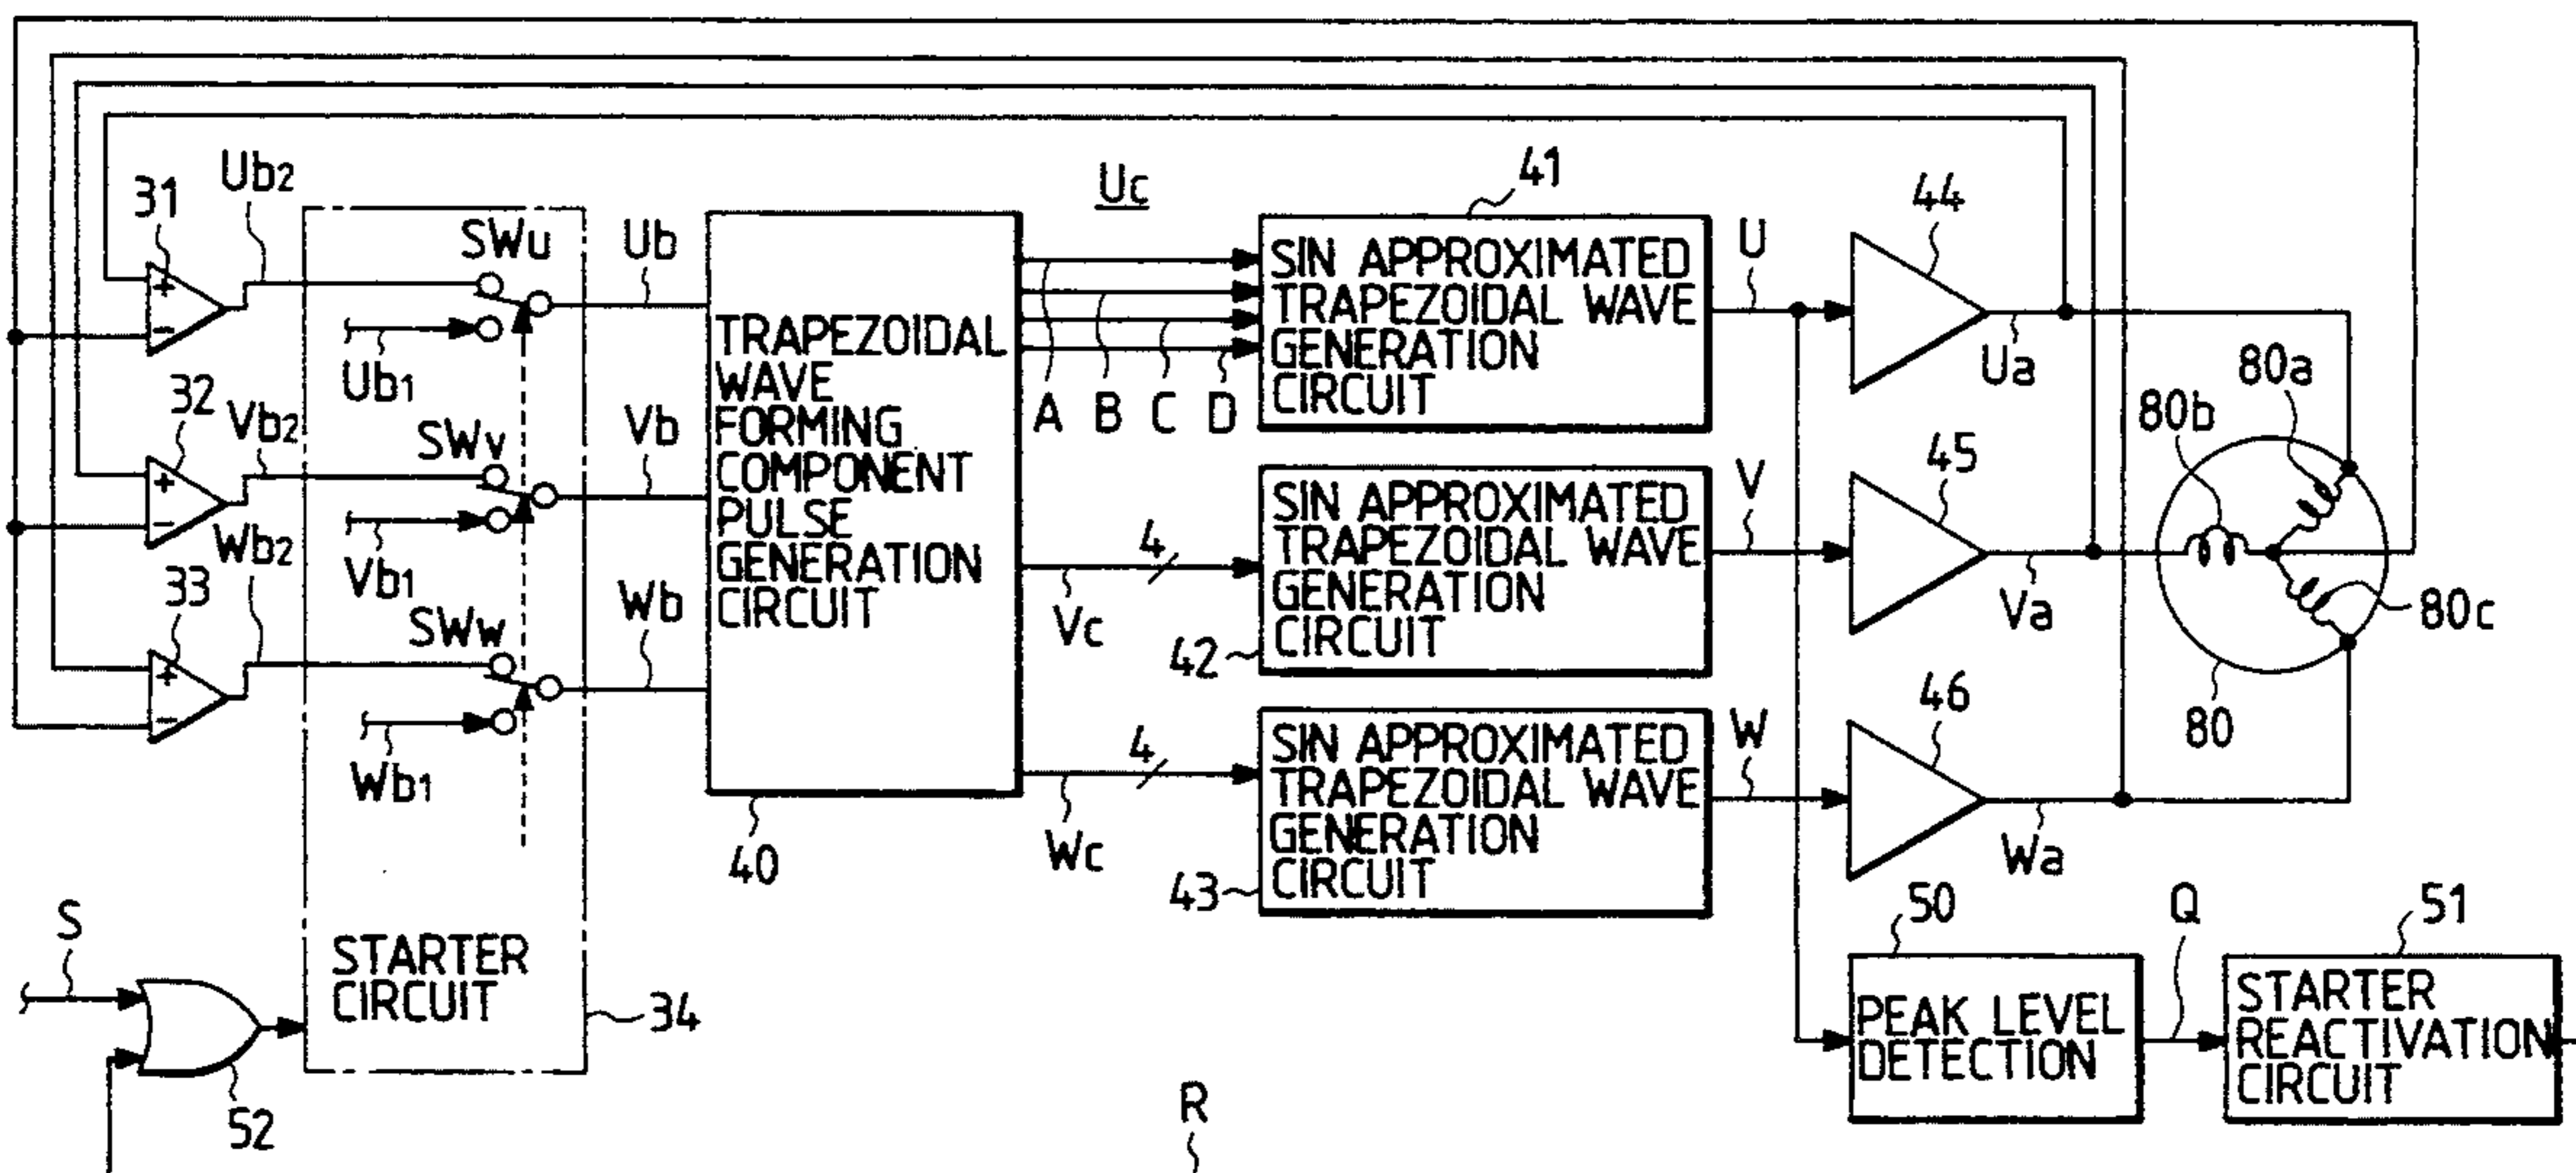 31
Ub2
SWu
Ub
Ub1
+
−
32
Vb2
SWv
Vb
Vb1
+
−
33
Wb2
SWw
Wb
Wb1
+
−
TRAPEZOIDAL
WAVE
FORMING
COMPONENT
PULSE
GENERATION
CIRCUIT
40
Uc
A B C D
4
Vc
4
Wc
41
SIN APPROXIMATED
TRAPEZOIDAL WAVE
GENERATION
CIRCUIT
SIN APPROXIMATED
TRAPEZOIDAL WAVE
GENERATION
CIRCUIT
42
SIN APPROXIMATED
TRAPEZOIDAL WAVE
GENERATION
CIRCUIT
43
U
44
Ua
V
45
Va
W
46
Wa
80a
80b
80c
80
S
52
STARTER
CIRCUIT
34
R
50
PEAK LEVEL
DETECTION
Q
51
STARTER
REACTIVATION
CIRCUIT